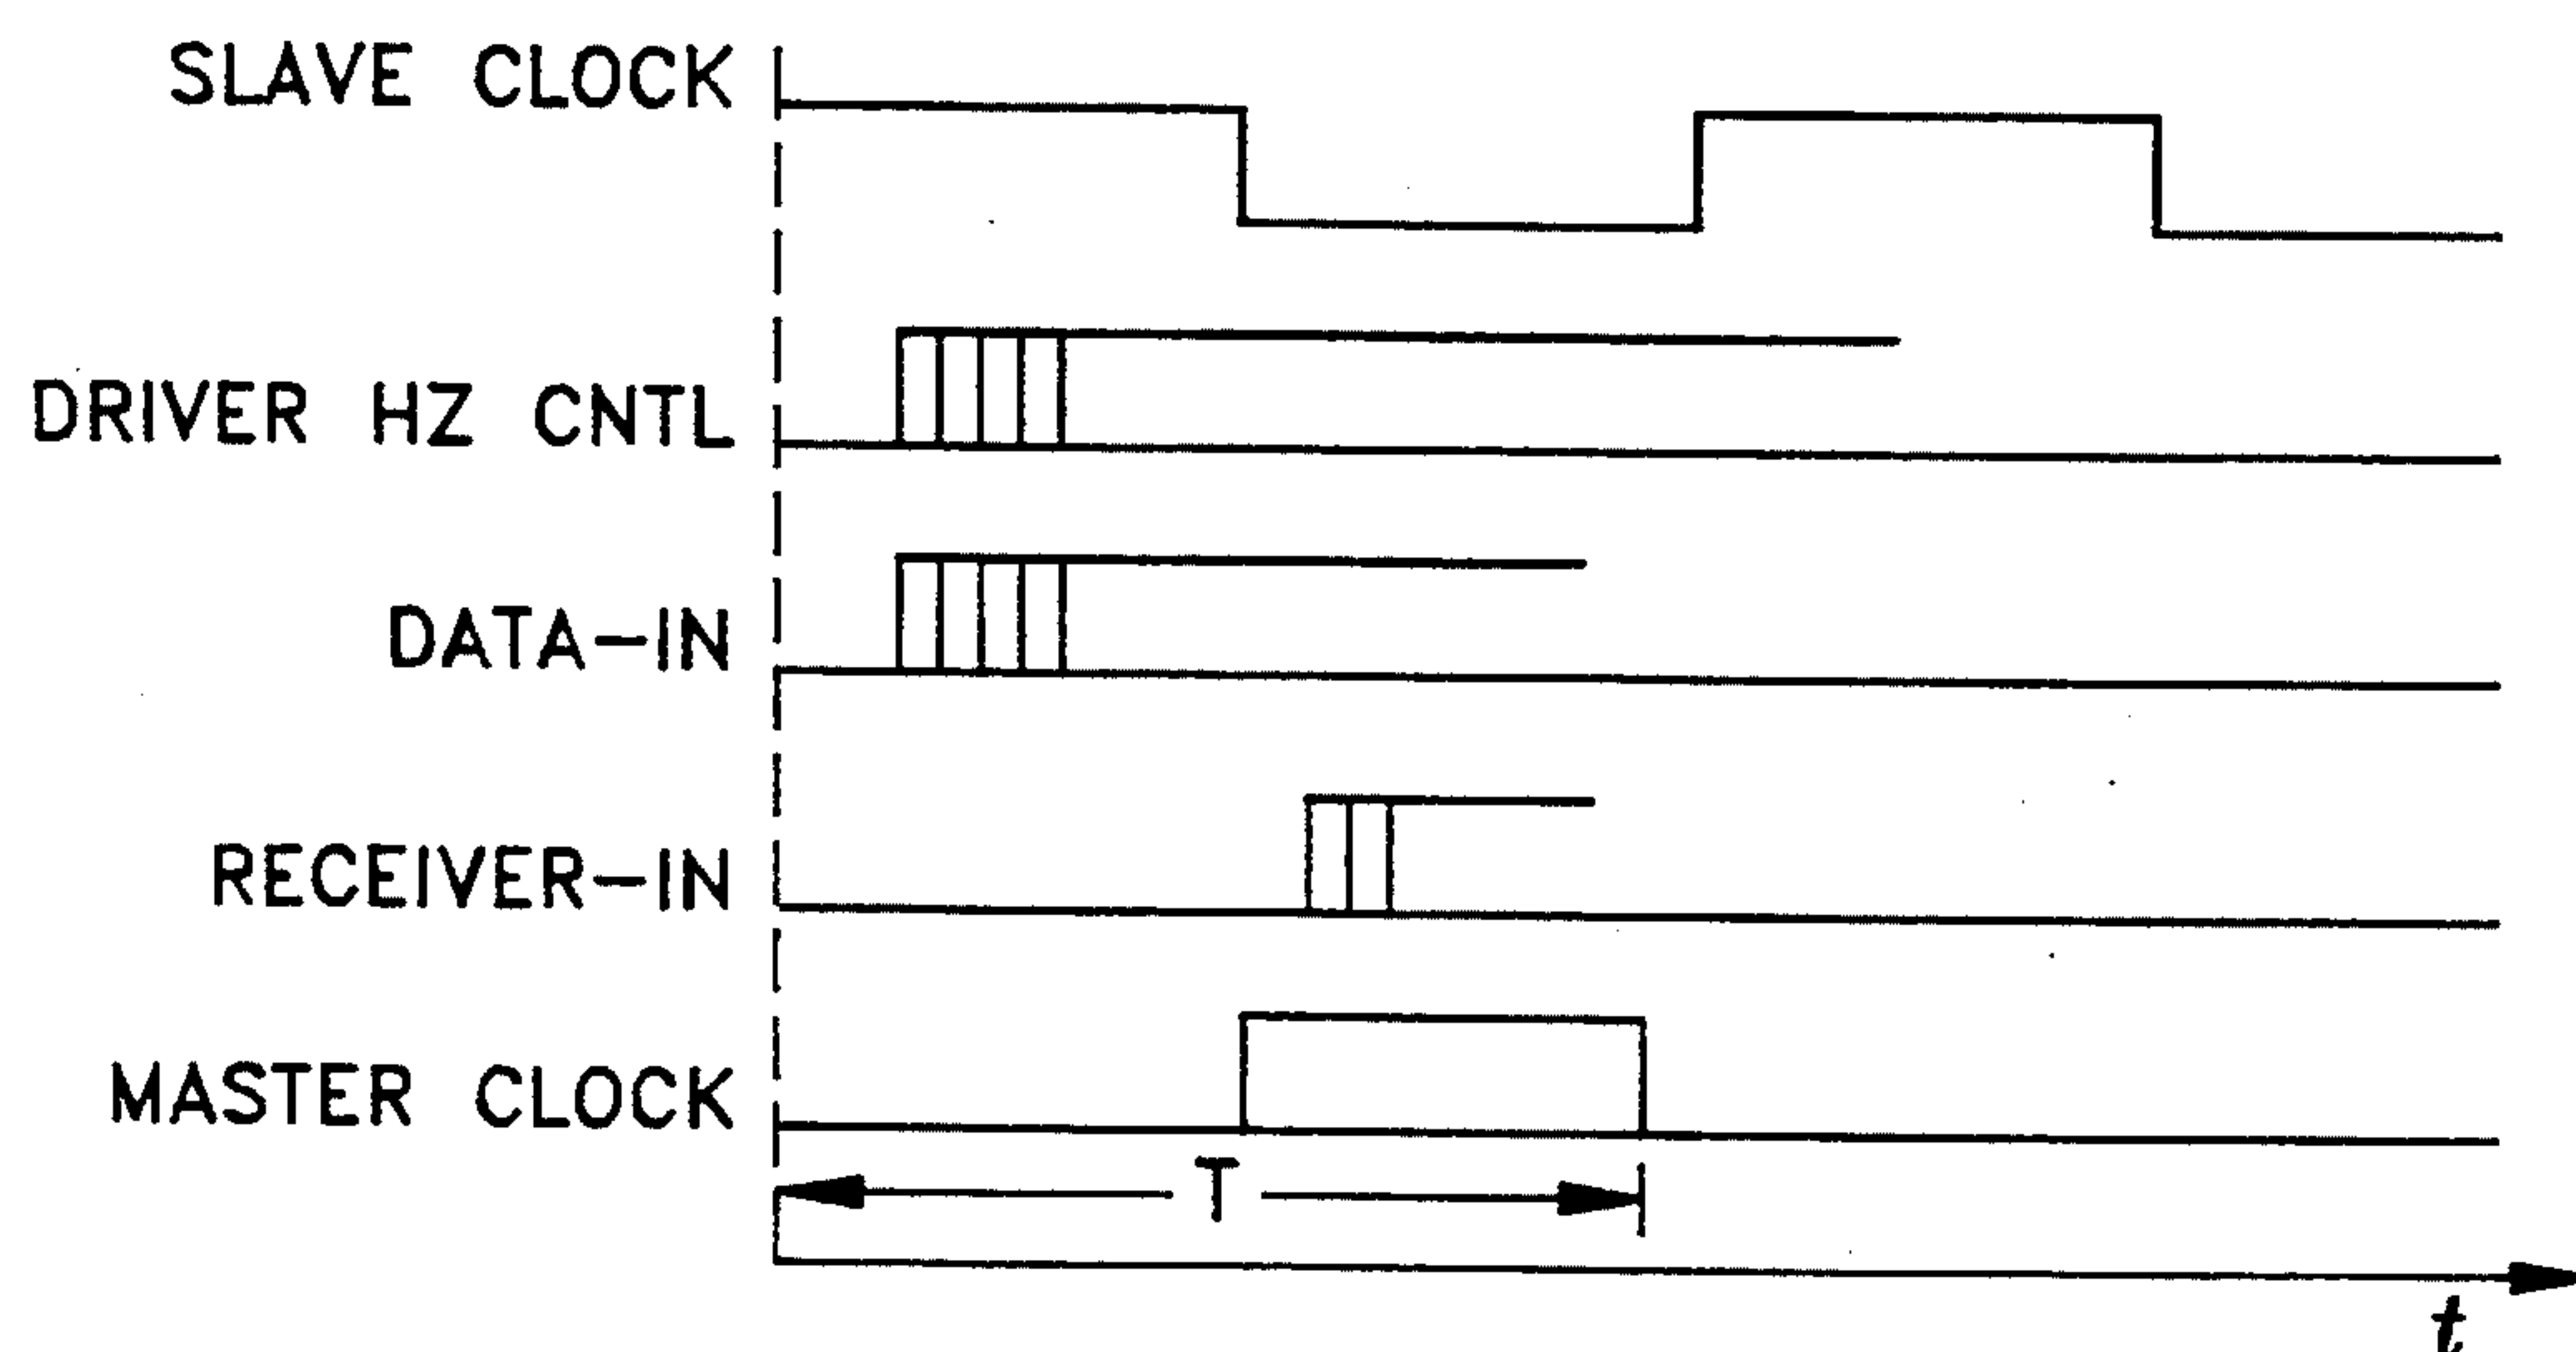 SLAVE CLOCK
DRIVER HZ CNTL
DATA-IN
RECEIVER-IN
MASTER CLOCK
T
t